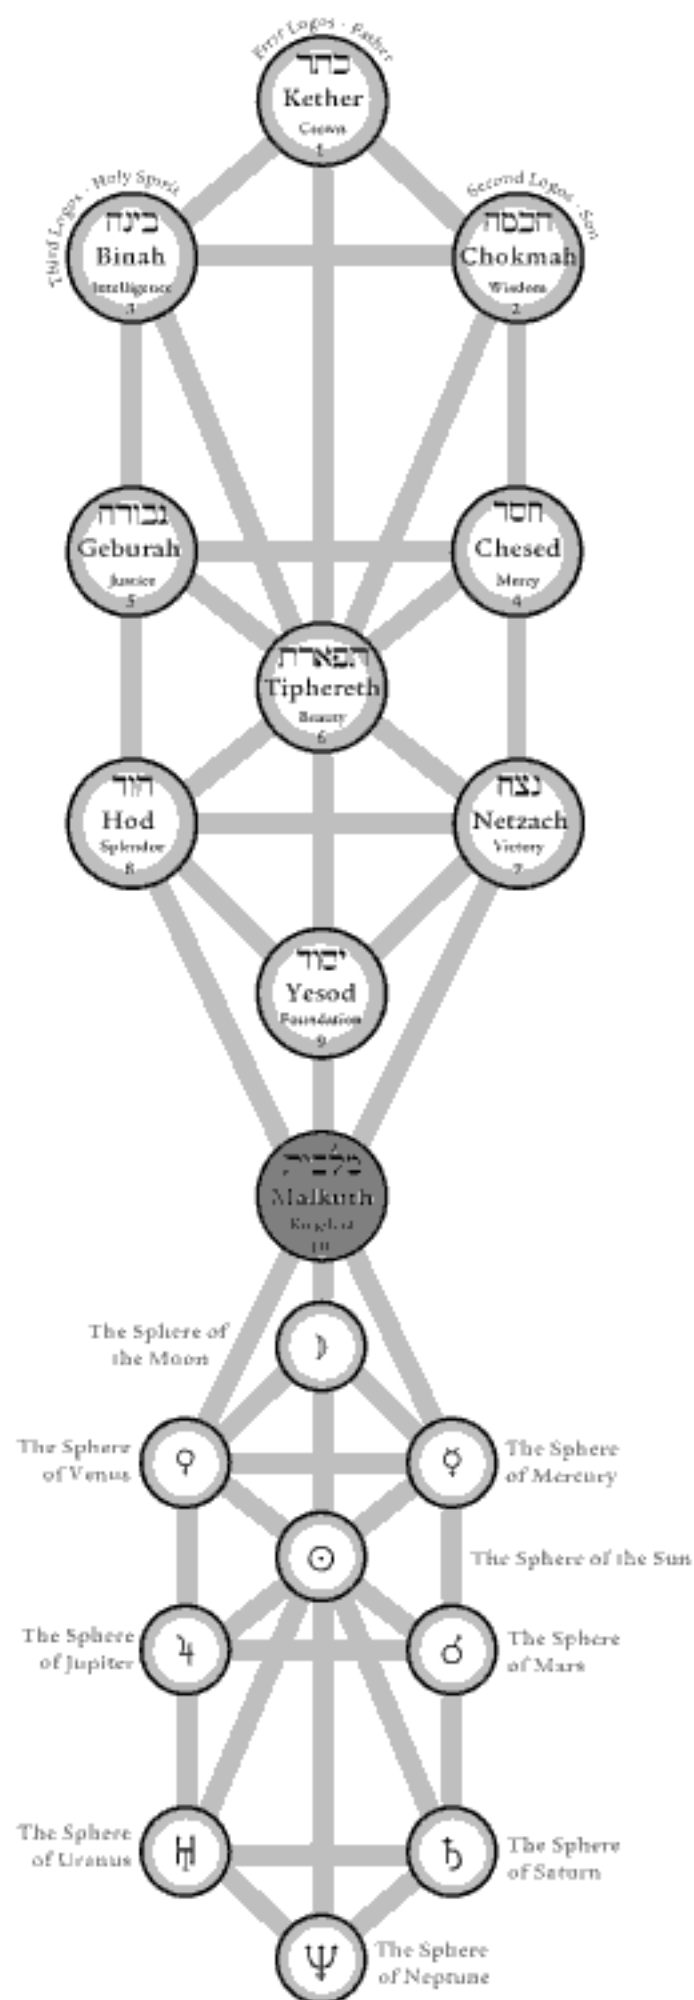 First Logos · Father
כתר
Kether
Crown
1
Third Logos · Holy Spirit
בינה
Binah
Intelligence
3
Second Logos · Son
חכמה
Chokmah
Wisdom
2
גבורה
Geburah
Justice
5
חסד
Chesed
Mercy
4
תפארת
Tiphereth
Beauty
6
הוד
Hod
Splendor
8
נצח
Netzach
Victory
7
יסוד
Yesod
Foundation
9
Malkuth
10
The Sphere of
the Moon
☽
The Sphere
of Venus
♀
☿
The Sphere
of Mercury
☉
The Sphere of the Sun
The Sphere
of Jupiter
♃
♂
The Sphere
of Mars
The Sphere
of Uranus
♅
♄
The Sphere
of Saturn
♆
The Sphere
of Neptune